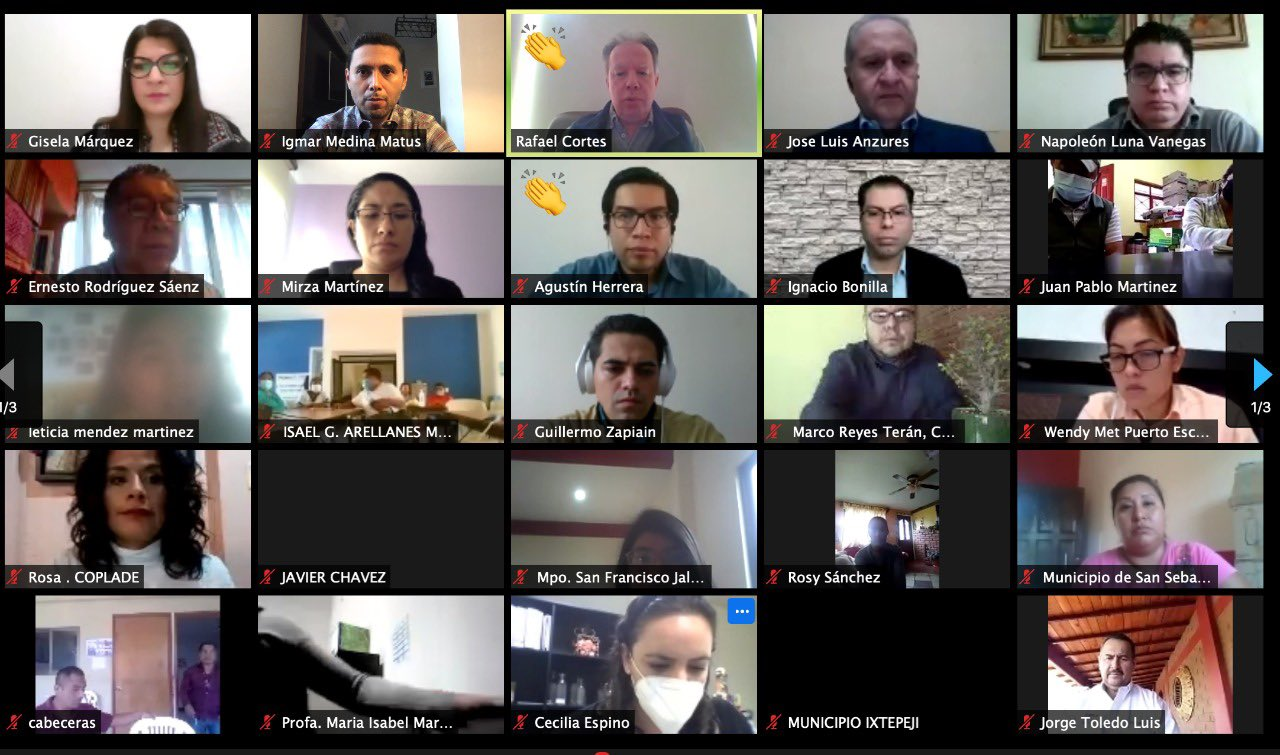 Gisela Márquez
Igmar Medina Matus
Rafael Cortes
Jose Luis Anzures
Napoleón Luna Vanegas
Ernesto Rodríguez Sáenz
Mirza Martínez
Agustín Herrera
Ignacio Bonilla
Juan Pablo Martinez
1/3
leticia mendez martinez
ISAEL G. ARELLANES M...
Guillermo Zapiain
Marco Reyes Terán, C...
Wendy Met Puerto Esc...
1/3
Rosa . COPLADE
JAVIER CHAVEZ
Mpo. San Francisco Jal...
Rosy Sánchez
Municipio de San Seba...
cabeceras
Profa. Maria Isabel Mar...
Cecilia Espino
MUNICIPIO IXTEPEJI
Jorge Toledo Luis